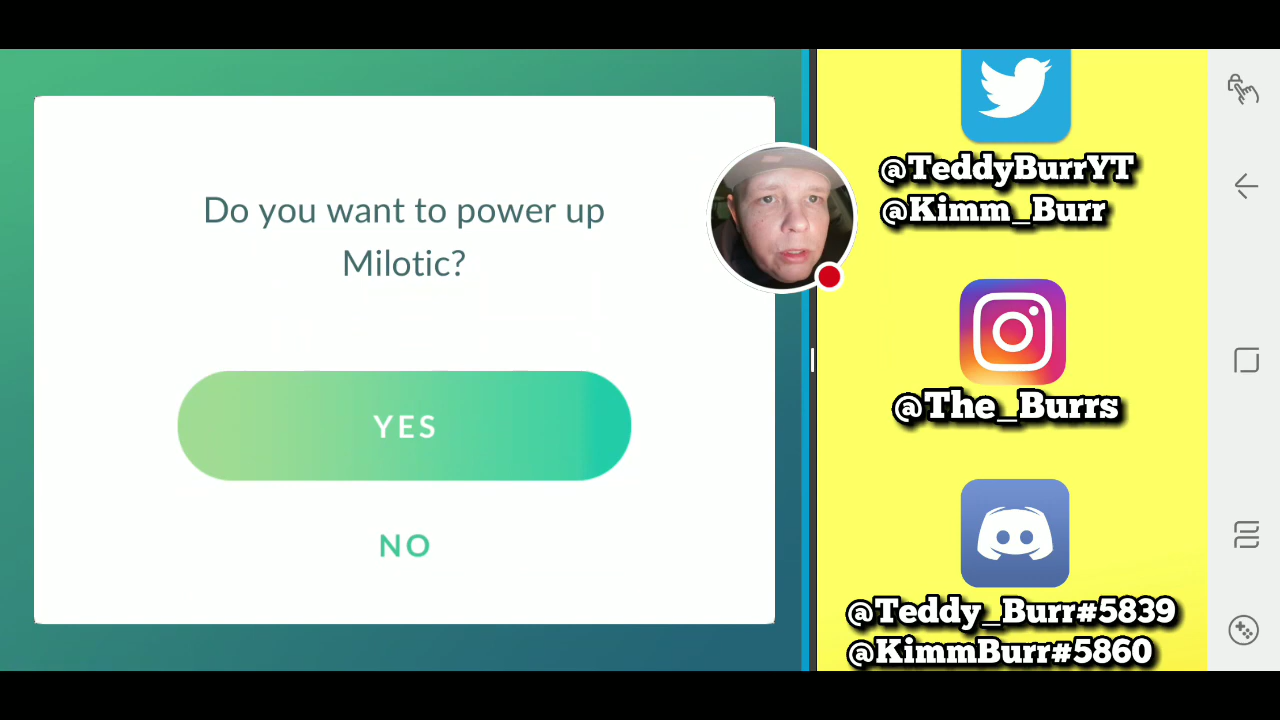 Do you want to power up
Milotic?
YES
NO
@TeddyBurrYT
@Kimm_Burr
@The_Burrs
@Teddy_Burr#5839
@KimmBurr#5860